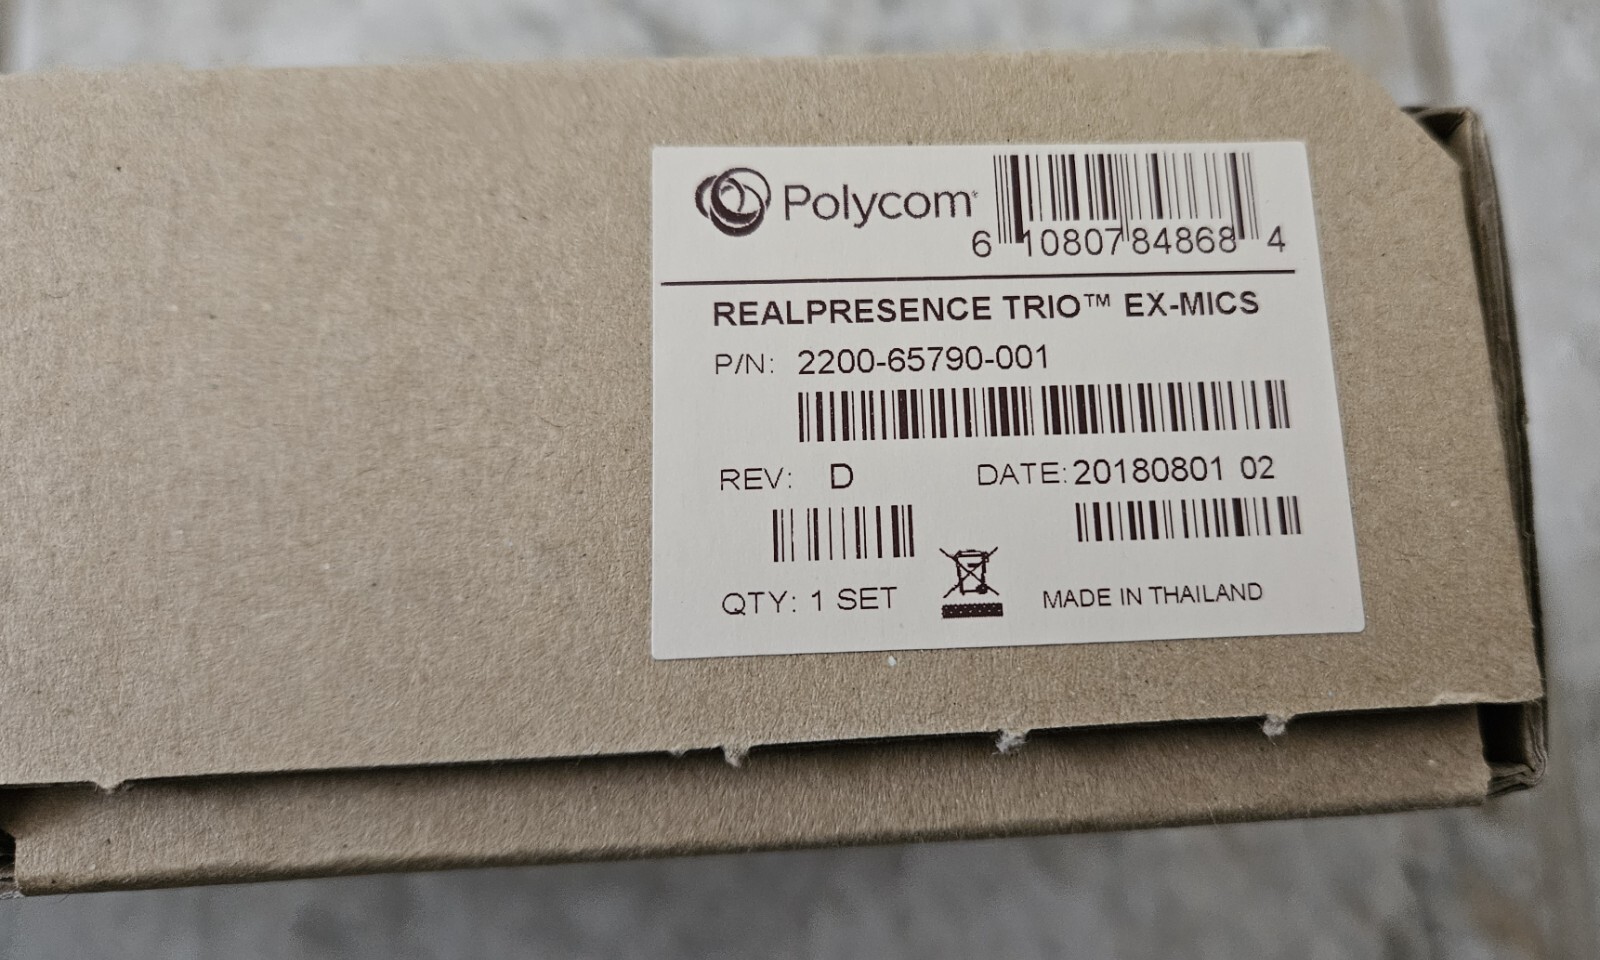 Polycom
6 10807 84868 4
REALPRESENCE TRIO™ EX-MICS
P/N: 2200-65790-001
REV: D DATE: 20180801 02
QTY: 1 SET MADE IN THAILAND